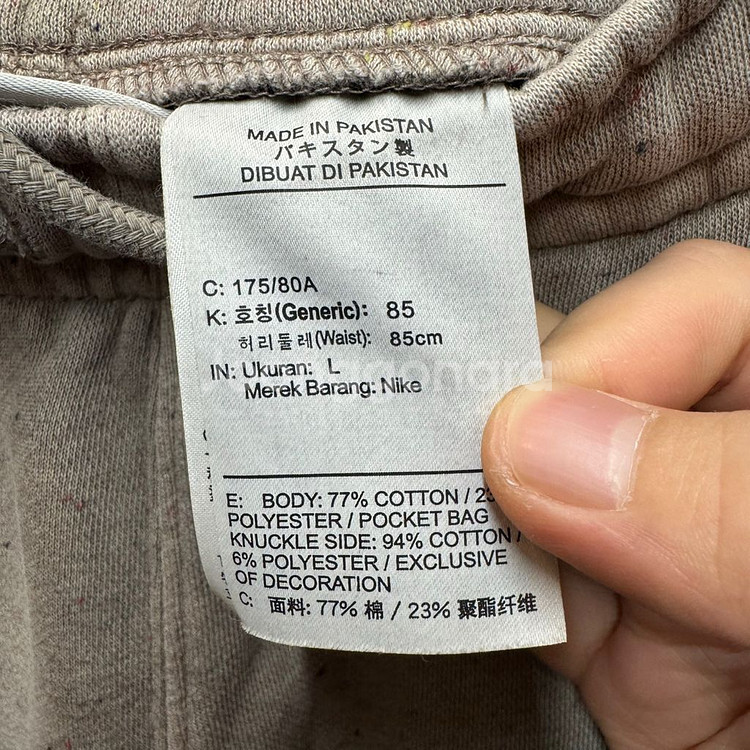 MADE IN PAKISTAN
パキスタン製
DIBUAT DI PAKISTAN
C: 175/80A
K: 호칭(Generic): 85
허리둘레(Waist): 85cm
IN: Ukuran: L
Merek Barang: Nike
E: BODY: 77% COTTON /
POLYESTER / POCKET BAG
KNUCKLE SIDE: 94% COTTON /
6% POLYESTER / EXCLUSIVE
OF DECORATION
C: 面料: 77% 棉 / 23% 聚酯纤维